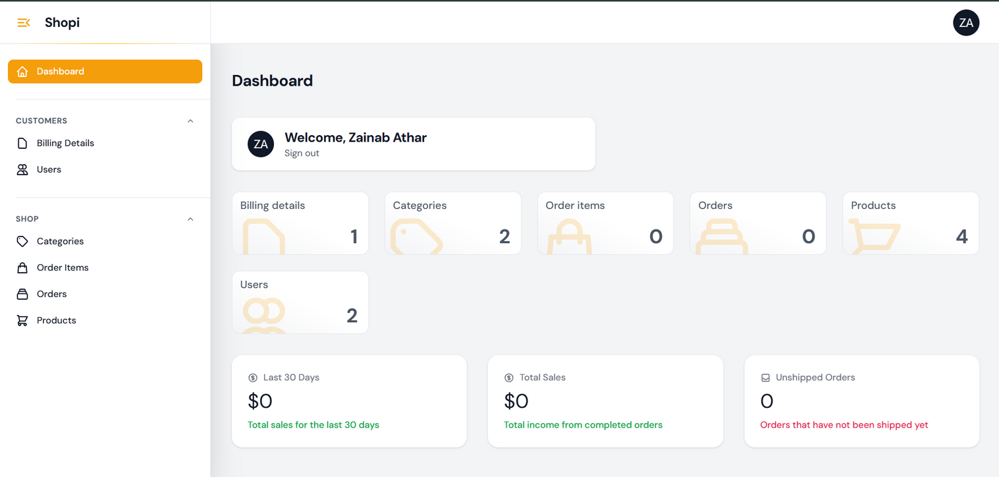 Shopi
ZA
Dashboard
CUSTOMERS
Billing Details
Users
SHOP
Categories
Order Items
Orders
Products
Dashboard
ZA
Welcome, Zainab Athar
Sign out
Billing details
1
Categories
2
Order items
0
Orders
0
Products
4
Users
2
Last 30 Days
$0
Total sales for the last 30 days
Total Sales
$0
Total income from completed orders
Unshipped Orders
0
Orders that have not been shipped yet